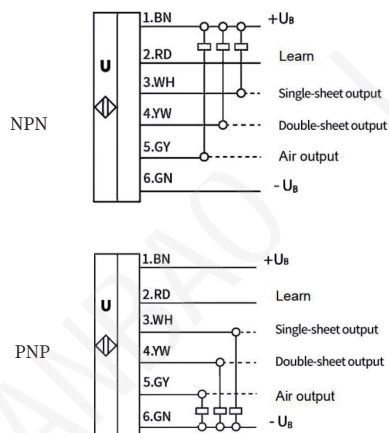 1.BN +UB
2.RD Learn
U
3.WH Single-sheet output
NPN
4.YW Double-sheet output
5.GY Air output
6.GN - UB
1.BN +UB
2.RD Learn
U
3.WH Single-sheet output
PNP
4.YW Double-sheet output
5.GY Air output
6.GN - UB